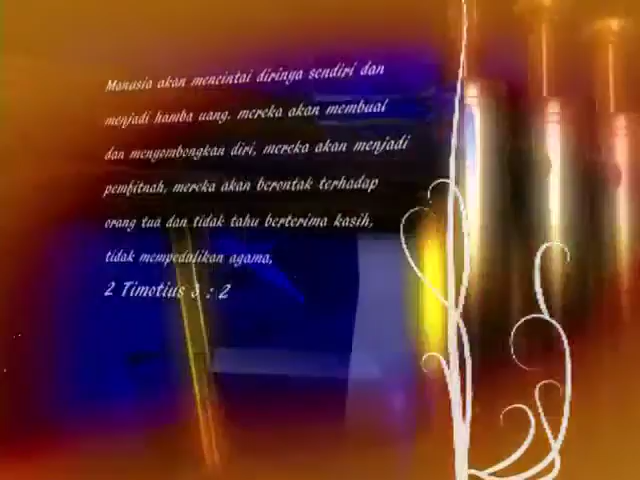 Manusia akan mencintai dirinya sendiri dan
menjadi hamba uang. mereka akan membual
dan menyombongkan diri, mereka akan menjadi
pemfitnah, mereka akan berontak terhadap
orang tua dan tidak tahu berterima kasih,
tidak mempedulikan agama,
2 Timotius 3 : 2